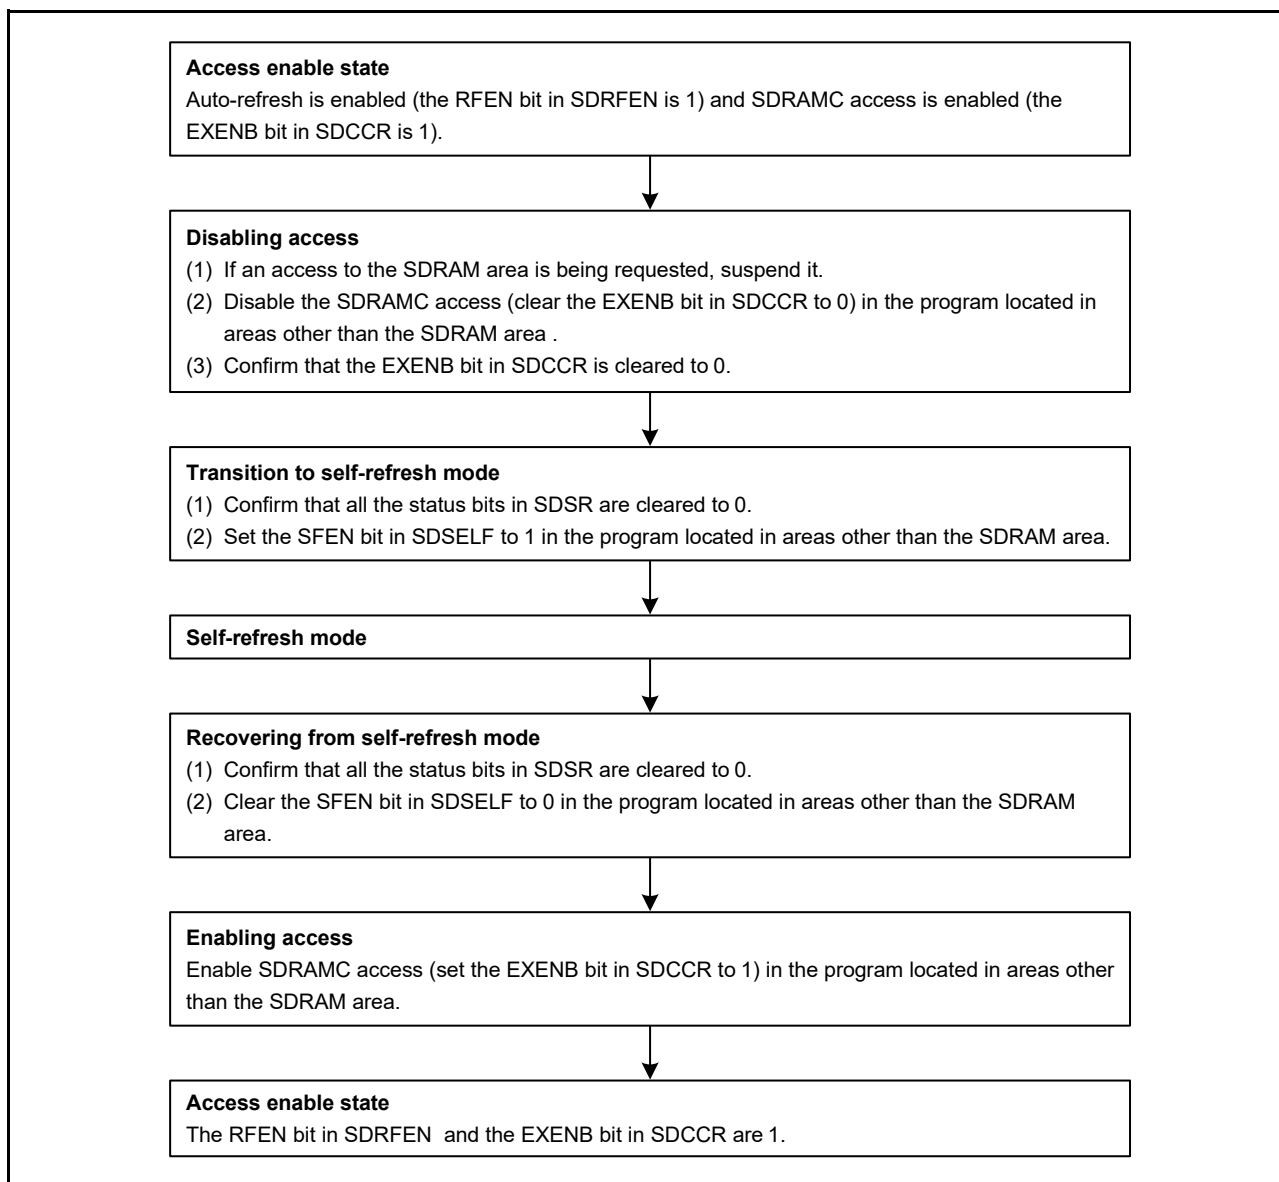 Access enable state
Auto-refresh is enabled (the RFEN bit in SDRFEN is 1) and SDRAMC access is enabled (the
EXENB bit in SDCCR is 1).
Disabling access
(1) If an access to the SDRAM area is being requested, suspend it.
(2) Disable the SDRAMC access (clear the EXENB bit in SDCCR to 0) in the program located in
areas other than the SDRAM area .
(3) Confirm that the EXENB bit in SDCCR is cleared to 0.
Transition to self-refresh mode
(1) Confirm that all the status bits in SDSR are cleared to 0.
(2) Set the SFEN bit in SDSELF to 1 in the program located in areas other than the SDRAM area.
Self-refresh mode
Recovering from self-refresh mode
(1) Confirm that all the status bits in SDSR are cleared to 0.
(2) Clear the SFEN bit in SDSELF to 0 in the program located in areas other than the SDRAM
area.
Enabling access
Enable SDRAMC access (set the EXENB bit in SDCCR to 1) in the program located in areas other
than the SDRAM area.
Access enable state
The RFEN bit in SDRFEN and the EXENB bit in SDCCR are 1.